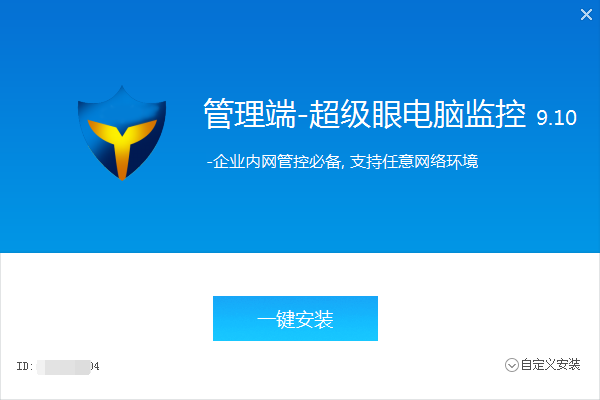 管理端-超级眼电脑监控 9.10
-企业内网管控必备, 支持任意网络环境
一键安装
ID: 04
自定义安装